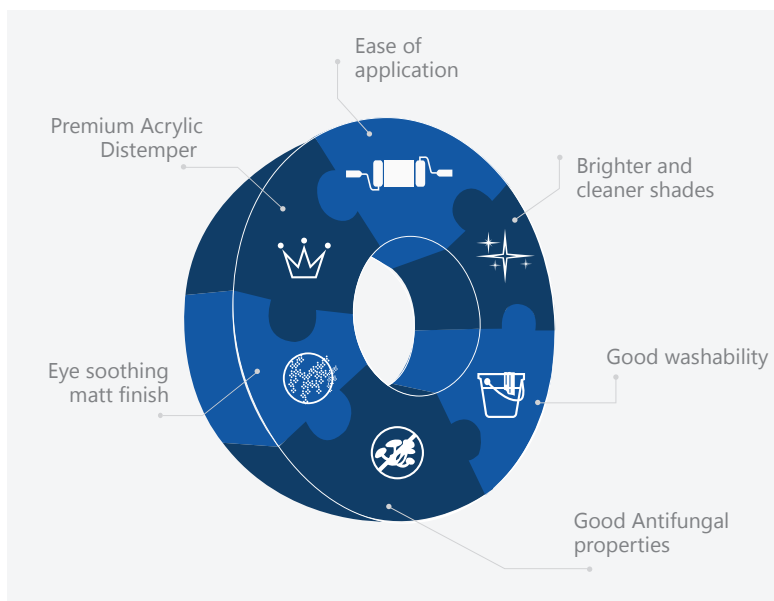 Ease of
application
Premium Acrylic
Distemper
Brighter and
cleaner shades
Good washability
Eye soothing
matt finish
Good Antifungal
properties